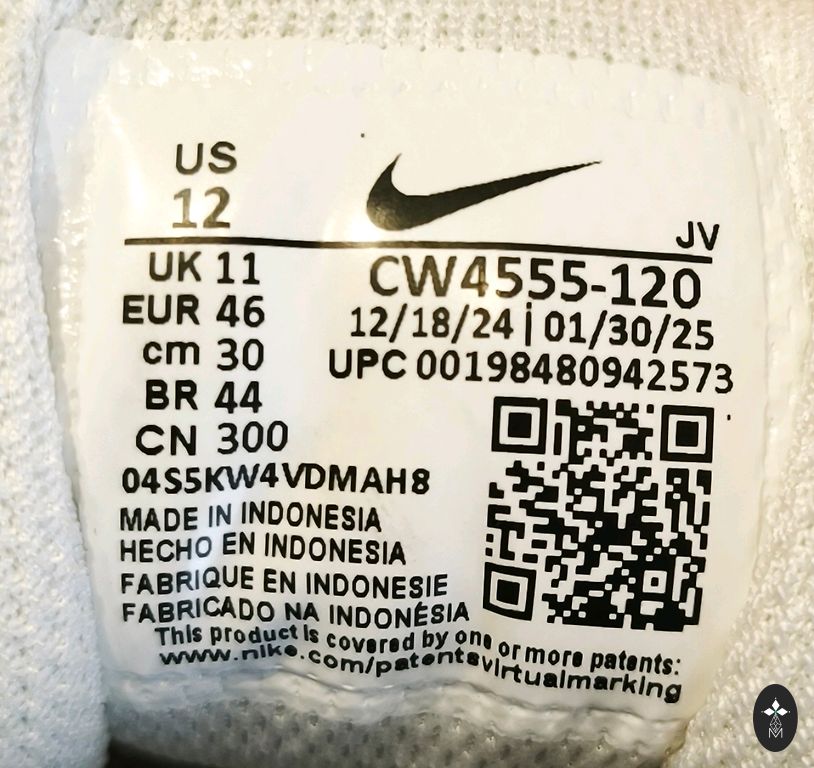 US
12
JV
UK 11
EUR 46
cm 30
BR 44
CN 300
CW4555-120
12/18/24 | 01/30/25
UPC 00198480942573
04S5KW4VDMAH8
MADE IN INDONESIA
HECHO EN INDONESIA
FABRIQUE EN INDONESIE
FABRICADO NA INDONÉSIA
This product is covered by one or more patents:
www.nike.com/patentsvirtualmarking
M